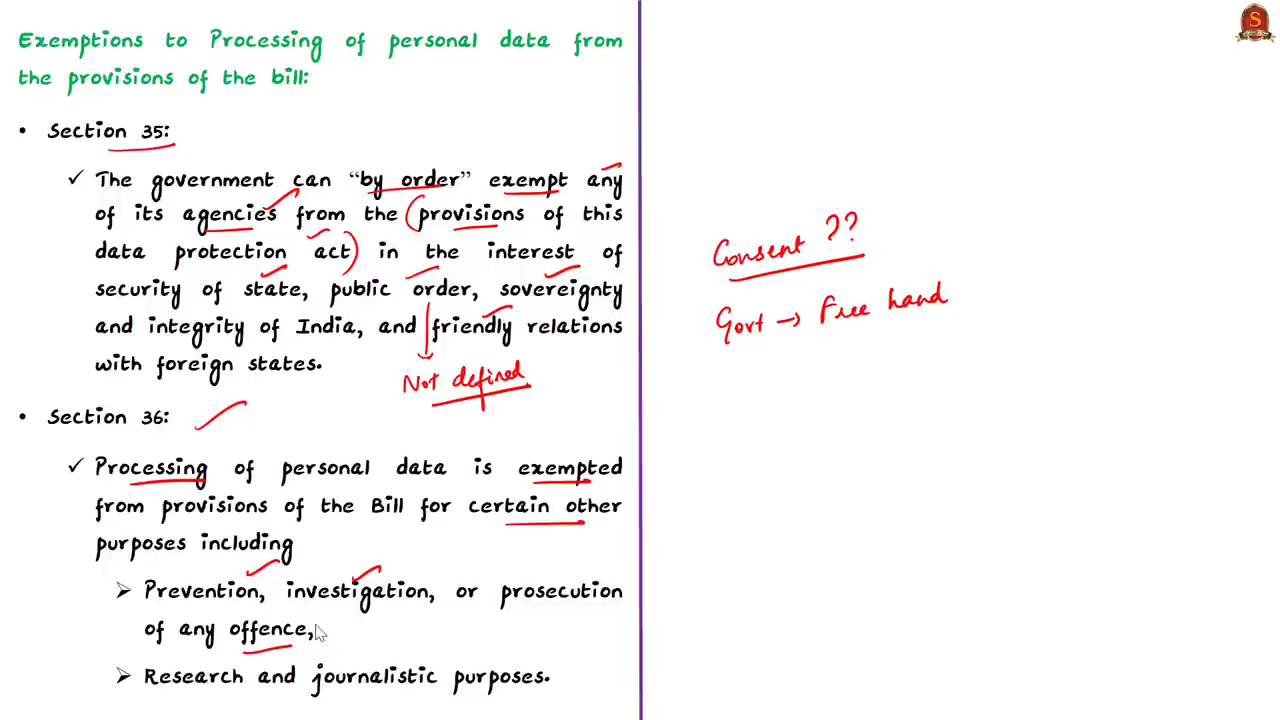 Exemptions to Processing of personal data from
the provisions of the bill:
• Section 35:
✓ The government can “by order” exempt any
of its agencies from the (provisions of this
data protection act) in the interest of
security of state, public order, sovereignty
and integrity of India, and friendly relations
with foreign states.
Not defined
• Section 36:
✓ Processing of personal data is exempted
from provisions of the Bill for certain other
purposes including
➢ Prevention, investigation, or prosecution
of any offence,
➢ Research and journalistic purposes.
Consent ??
Govt → Free hand
S